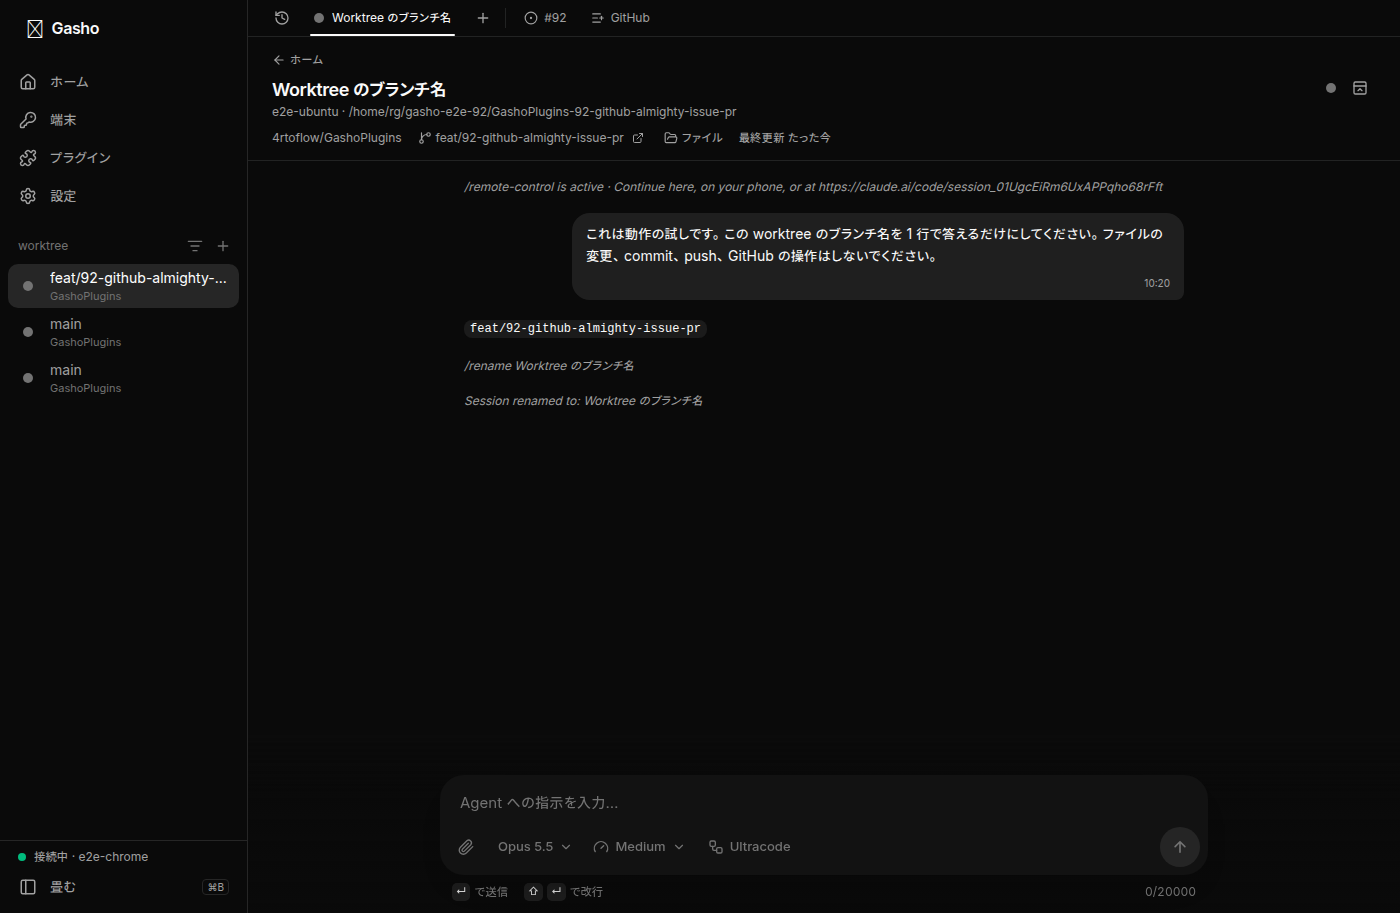 Gasho
ホーム
端末
プラグイン
設定
worktree
feat/92-github-almighty-...
GashoPlugins
main
GashoPlugins
main
GashoPlugins
接続中 · e2e-chrome
畳む ⌘B
Worktree のブランチ名 #92 GitHub
ホーム
Worktree のブランチ名
e2e-ubuntu · /home/rg/gasho-e2e-92/GashoPlugins-92-github-almighty-issue-pr
4rtoflow/GashoPlugins feat/92-github-almighty-issue-pr ファイル 最終更新 たった今
/remote-control is active · Continue here, on your phone, or at https://claude.ai/code/session_01UgcEiRm6UxAPPqho68rFft
これは動作の試しです。この worktree のブランチ名を 1 行で答えるだけにしてください。ファイルの
変更、commit、push、GitHub の操作はしないでください。
10:20
feat/92-github-almighty-issue-pr
/rename Worktree のブランチ名
Session renamed to: Worktree のブランチ名
Agent への指示を入力...
Opus 5.5 Medium Ultracode
で送信 で改行 0/20000